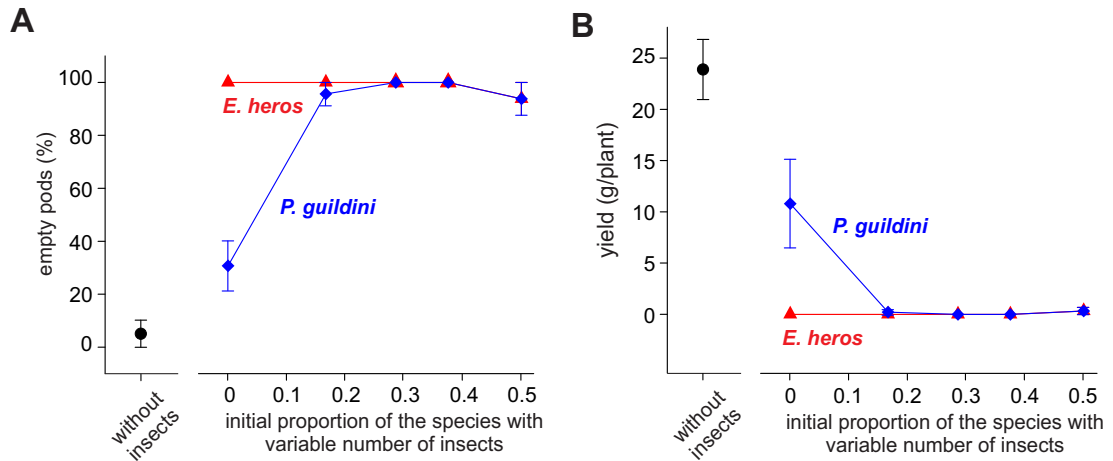 A
empty pods (%)
100
80
60
40
20
0
E. heros
P. guildini
without
insects
0
0.1
0.2
0.3
0.4
0.5
initial proportion of the species with
variable number of insects
B
yield (g/plant)
25
20
15
10
5
0
P. guildini
E. heros
without
insects
0
0.1
0.2
0.3
0.4
0.5
initial proportion of the species with
variable number of insects